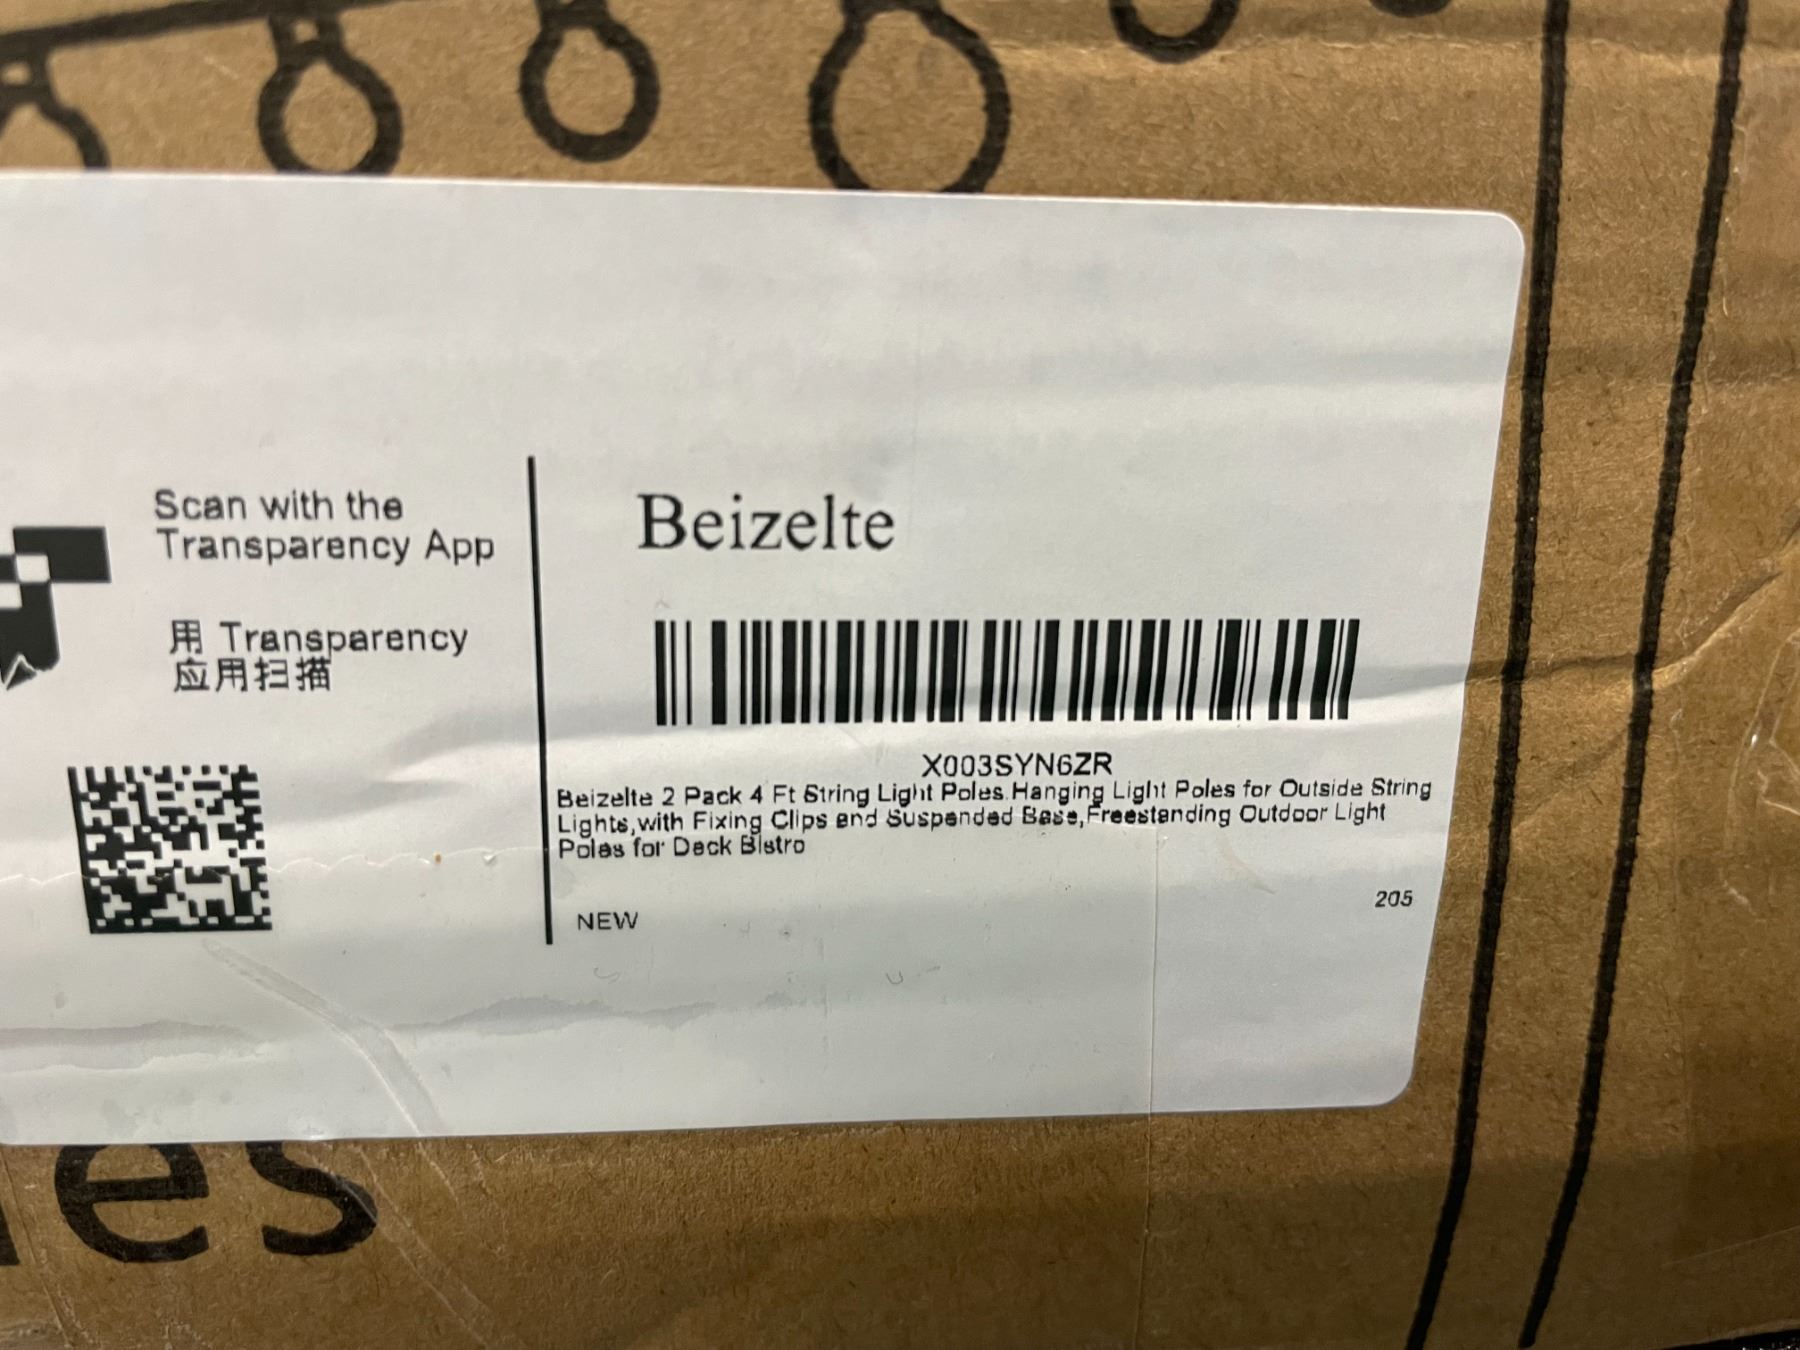 Scan with the
Transparency App
用 Transparency
应用扫描
Beizelte
X003SYN6ZR
Beizelte 2 Pack 4 Ft String Light Poles,Hanging Light Poles for Outside String
Lights,with Fixing Clips and Suspended Base,Freestanding Outdoor Light
Poles for Deck Bistro
NEW
205
es